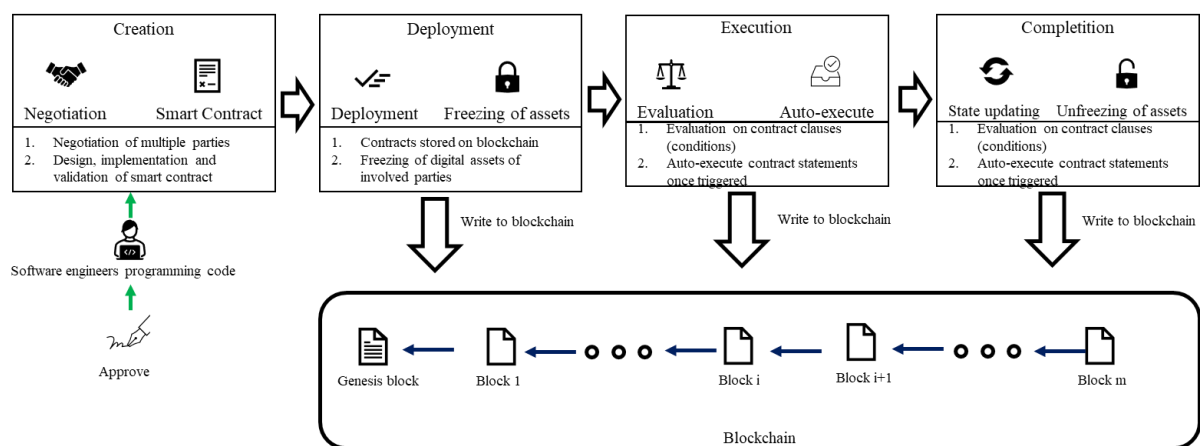 Creation
Negotiation
Smart Contract
1. Negotiation of multiple parties
2. Design, implementation and
validation of smart contract
Deployment
Deployment
Freezing of assets
1. Contracts stored on blockchain
2. Freezing of digital assets of
involved parties
Execution
Evaluation
Auto-execute
1. Evaluation on contract clauses
(conditions)
2. Auto-execute contract statements
once triggered
Completition
State updating
Unfreezing of assets
1. Evaluation on contract clauses
(conditions)
2. Auto-execute contract statements
once triggered
Write to blockchain
Write to blockchain
Write to blockchain
Software engineers programming code
Approve
Genesis block
Block 1
Block i
Block i+1
Block m
Blockchain